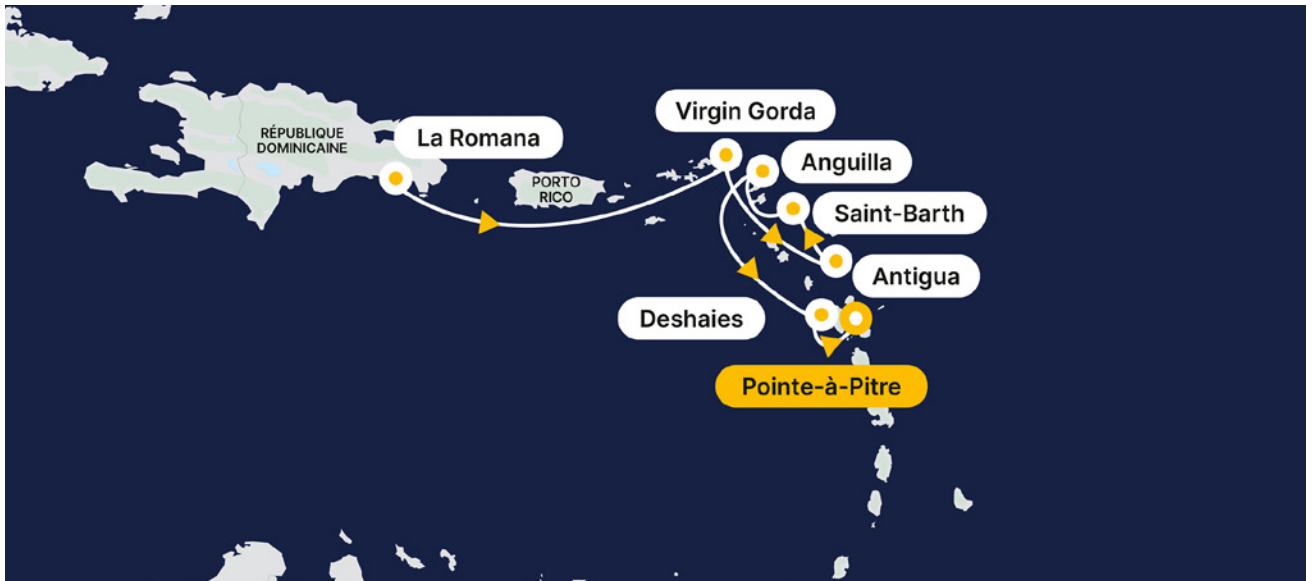 Virgin Gorda
RÉPUBLIQUE
DOMINICAINE
La Romana
Anguilla
PORTO
RICO
Saint-Barth
Antigua
Deshaies
Pointe-à-Pitre